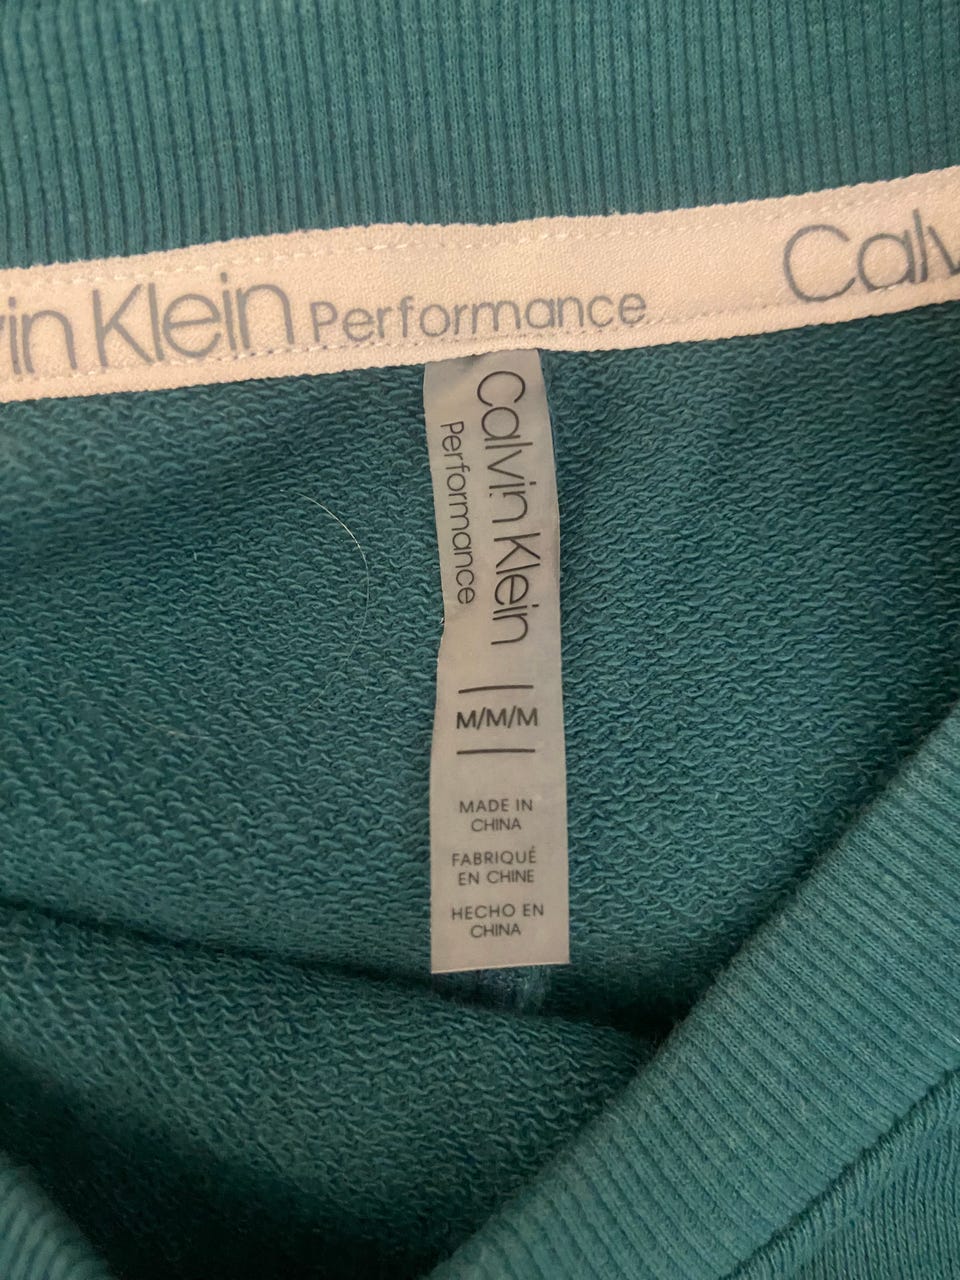 vin Klein Performance Calv
Calvin Klein
Performance
M/M/M
MADE IN
CHINA
FABRIQUÉ
EN CHINE
HECHO EN
CHINA